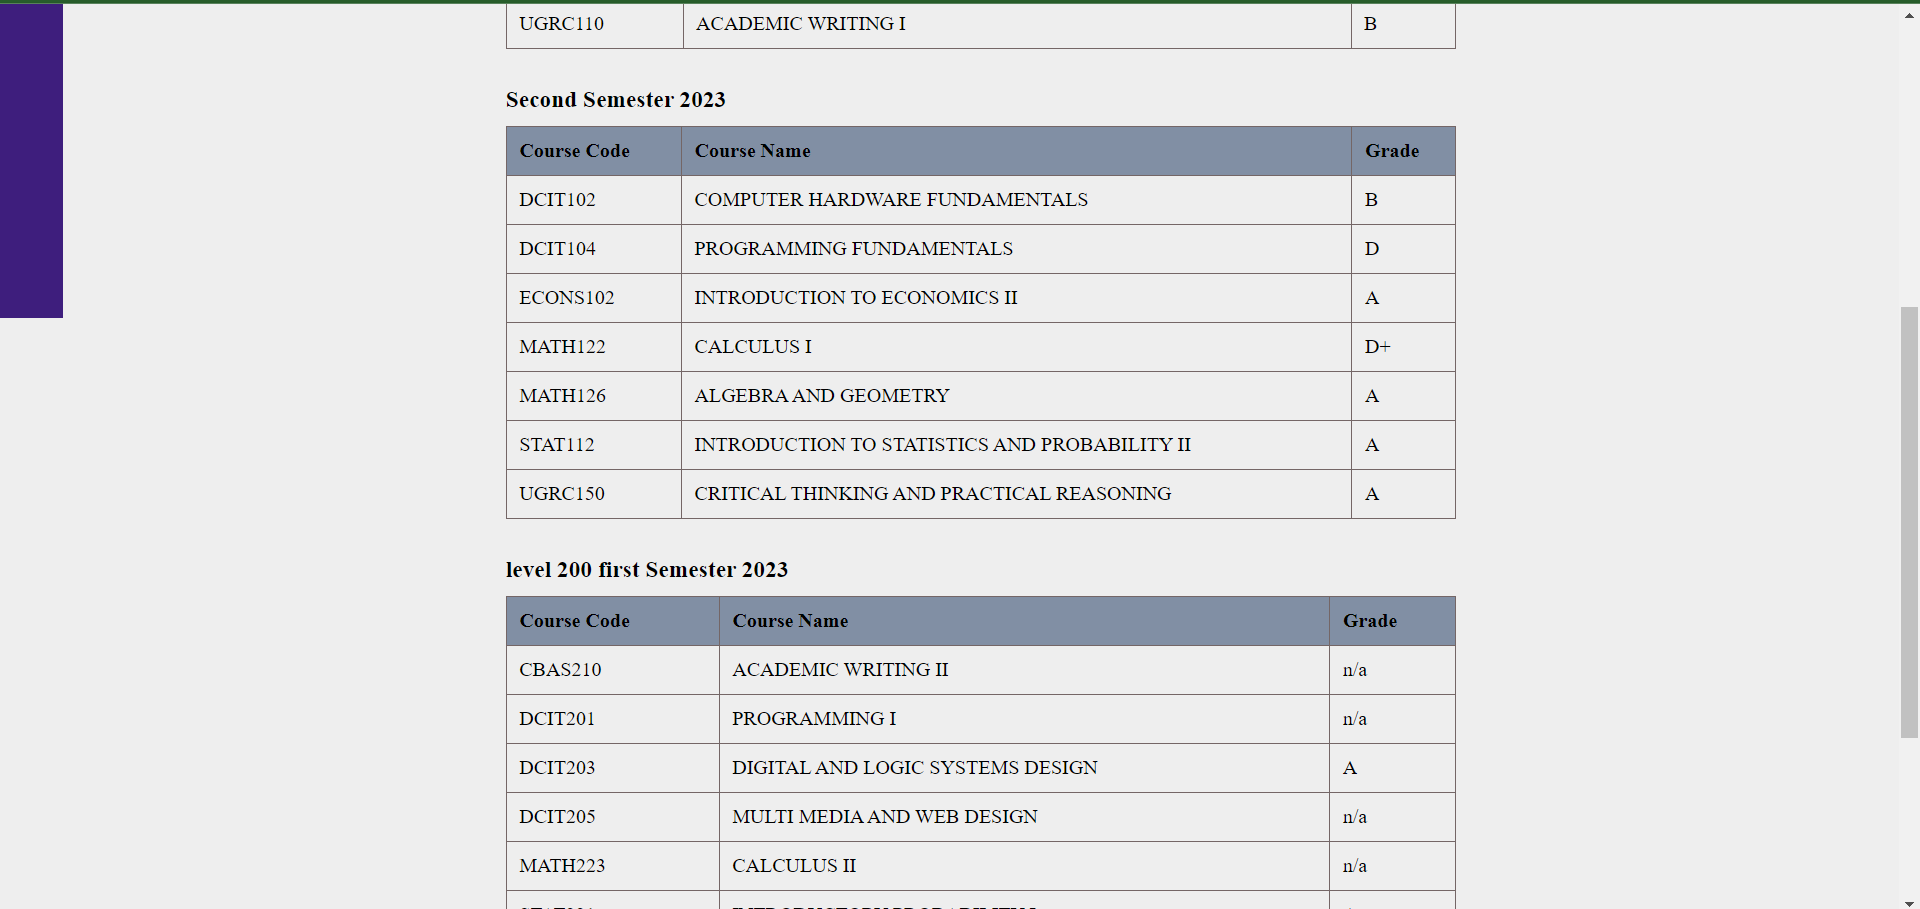 UGRC110 ACADEMIC WRITING I B
Second Semester 2023
Course Code Course Name Grade
DCIT102 COMPUTER HARDWARE FUNDAMENTALS B
DCIT104 PROGRAMMING FUNDAMENTALS D
ECONS102 INTRODUCTION TO ECONOMICS II A
MATH122 CALCULUS I D+
MATH126 ALGEBRA AND GEOMETRY A
STAT112 INTRODUCTION TO STATISTICS AND PROBABILITY II A
UGRC150 CRITICAL THINKING AND PRACTICAL REASONING A
level 200 first Semester 2023
Course Code Course Name Grade
CBAS210 ACADEMIC WRITING II n/a
DCIT201 PROGRAMMING I n/a
DCIT203 DIGITAL AND LOGIC SYSTEMS DESIGN A
DCIT205 MULTI MEDIA AND WEB DESIGN n/a
MATH223 CALCULUS II n/a